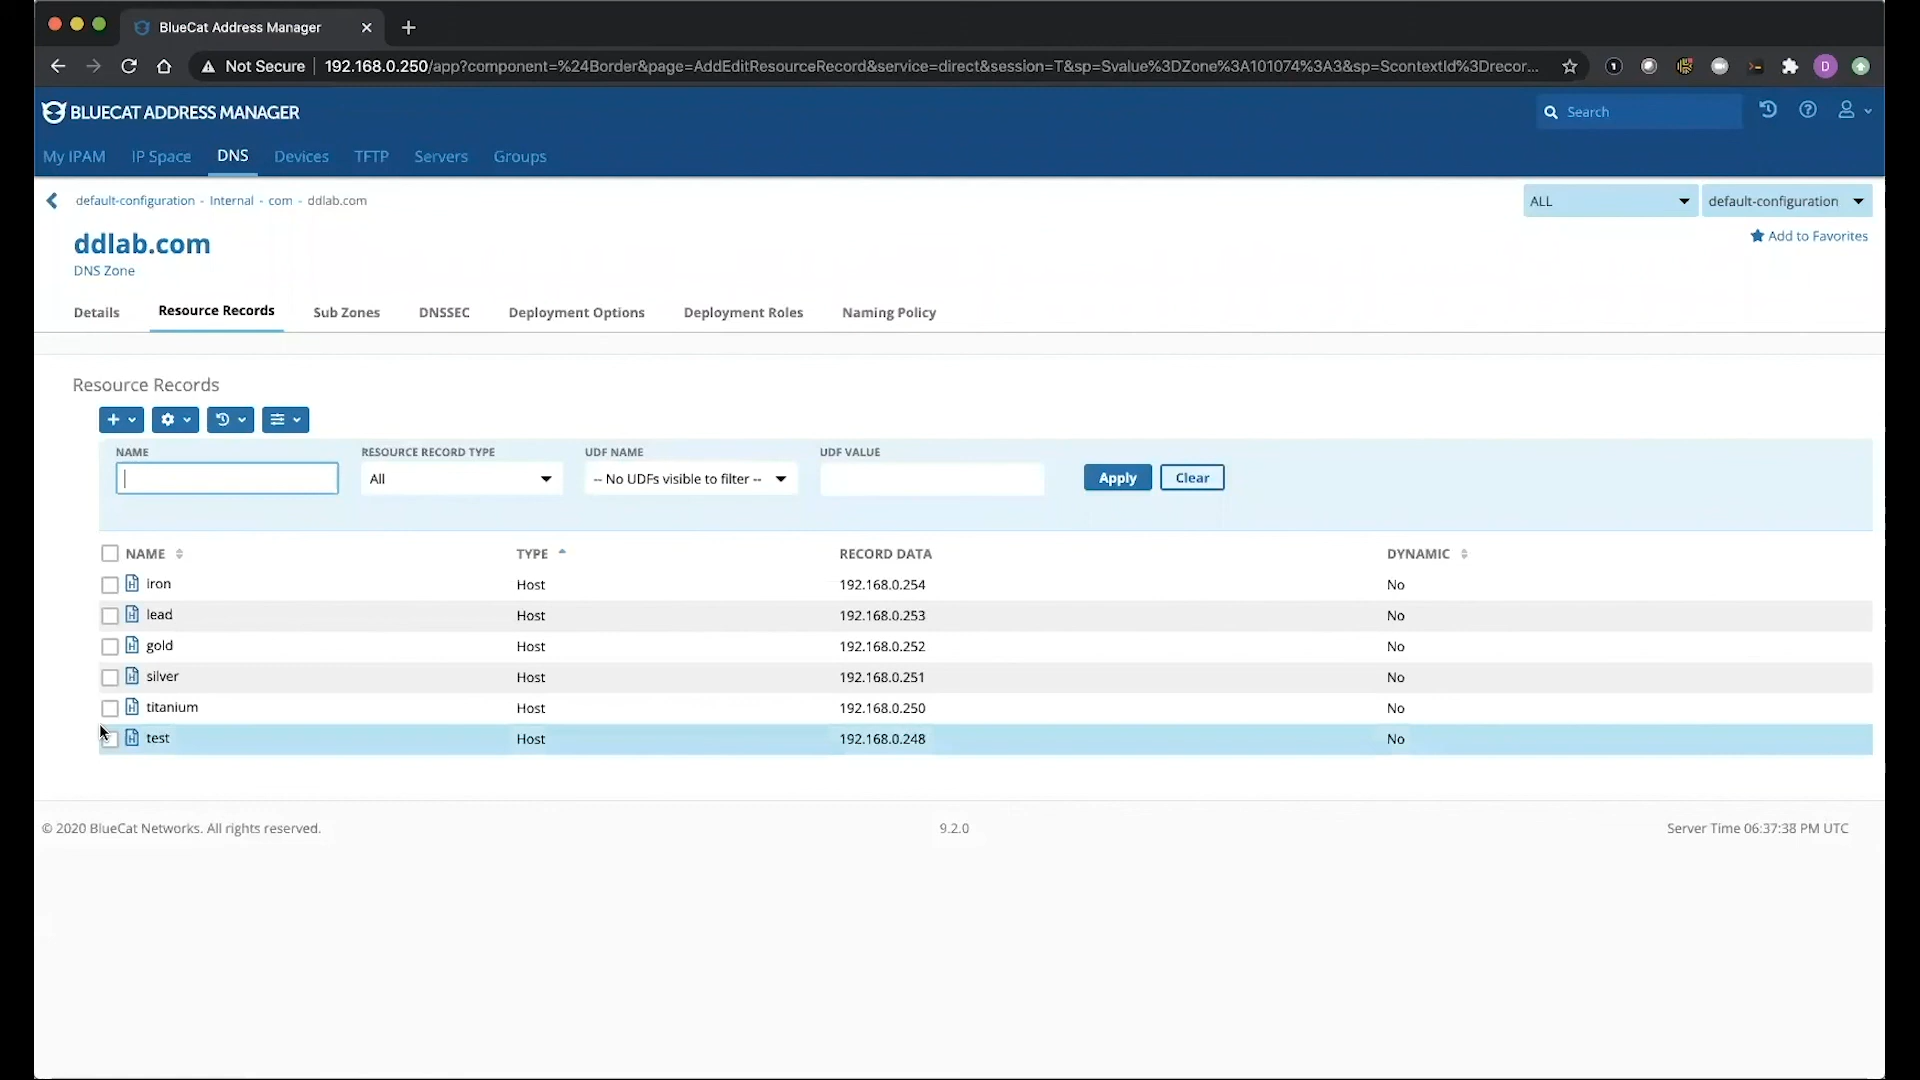 BlueCat Address Manager
Not Secure 192.168.0.250/app?component=%24Border&page=AddEditResourceRecord&service=direct&session=T&sp=Svalue%3DZone%3A101074%3A3&sp=ScontextId%3Drecor... D
BLUECAT ADDRESS MANAGER Search
My IPAM IP Space DNS Devices TFTP Servers Groups
default-configuration - Internal - com - ddlab.com ALL default-configuration
ddlab.com Add to Favorites
DNS Zone
Details Resource Records Sub Zones DNSSEC Deployment Options Deployment Roles Naming Policy
Resource Records
NAME RESOURCE RECORD TYPE UDF NAME UDF VALUE
All -- No UDFs visible to filter -- Apply Clear
NAME TYPE RECORD DATA DYNAMIC
H iron Host 192.168.0.254 No
H lead Host 192.168.0.253 No
H gold Host 192.168.0.252 No
H silver Host 192.168.0.251 No
H titanium Host 192.168.0.250 No
H test Host 192.168.0.248 No
© 2020 BlueCat Networks. All rights reserved. 9.2.0 Server Time 06:37:38 PM UTC